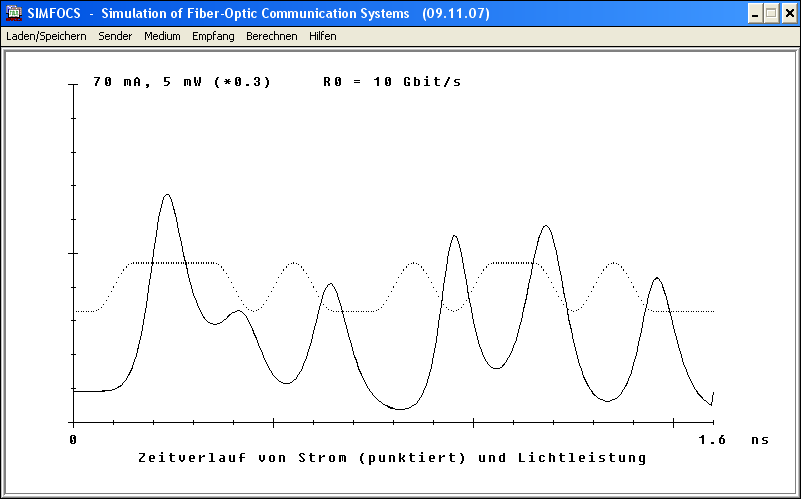 SIMFOCS - Simulation of Fiber-Optic Communication Systems (09.11.07)
Laden/Speichern Sender Medium Empfang Berechnen Hilfen
70 mA, 5 mW (*0.3) R0 = 10 Gbit/s
0 1.6 ns
Zeitverlauf von Strom (punktiert) und Lichtleistung